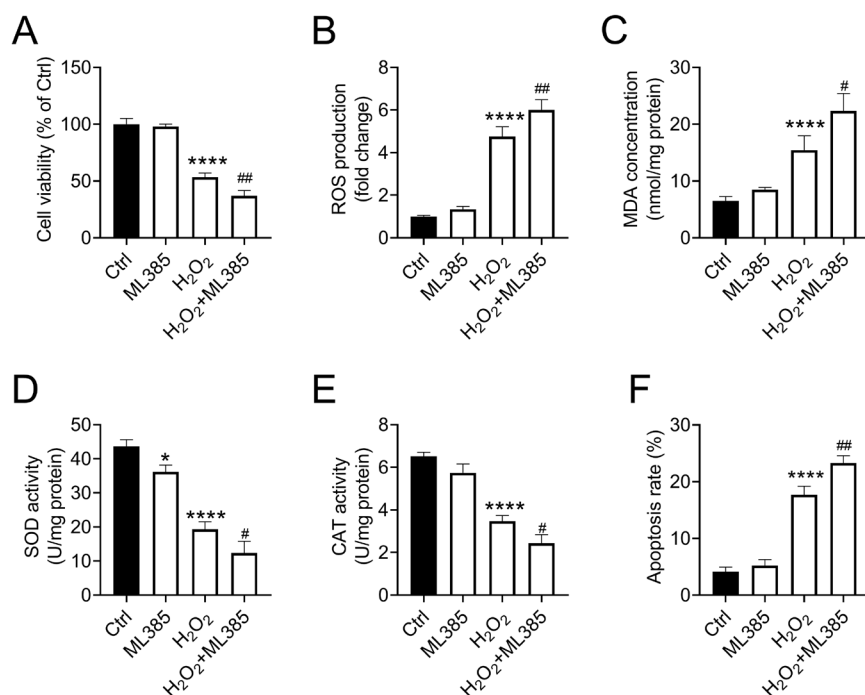 A
Cell viability (% of Ctrl)
150
100
50
0
****
##
Ctrl
ML385
H₂O₂
H₂O₂+ML385
B
ROS production
(fold change)
8
6
4
2
0
****
##
Ctrl
ML385
H₂O₂
H₂O₂+ML385
C
MDA concentration
(nmol/mg protein)
30
20
10
0
****
#
Ctrl
ML385
H₂O₂
H₂O₂+ML385
D
SOD activity
(U/mg protein)
50
40
30
20
10
0
*
****
#
Ctrl
ML385
H₂O₂
H₂O₂+ML385
E
CAT activity
(U/mg protein)
8
6
4
2
0
****
#
Ctrl
ML385
H₂O₂
H₂O₂+ML385
F
Apoptosis rate (%)
30
20
10
0
****
##
Ctrl
ML385
H₂O₂
H₂O₂+ML385